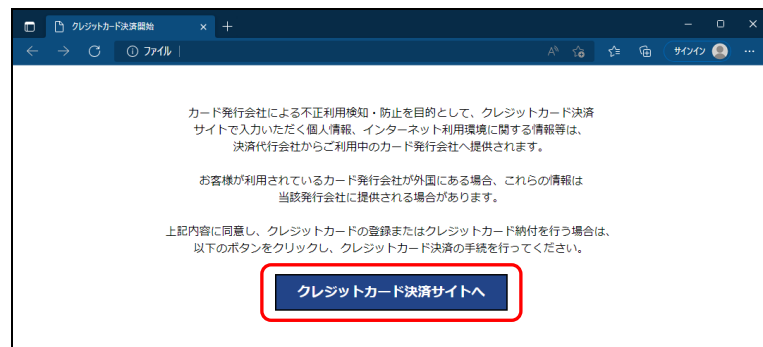 クレジットカード決済開始
ファイル
サインイン
カード発行会社による不正利用検知・防止を目的として、クレジットカード決済
サイトで入力いただく個人情報、インターネット利用環境に関する情報等は、
決済代行会社からご利用中のカード発行会社へ提供されます。
お客様が利用されているカード発行会社が外国にある場合、これらの情報は
当該発行会社に提供される場合があります。
上記内容に同意し、クレジットカードの登録またはクレジットカード納付を行う場合は、
以下のボタンをクリックし、クレジットカード決済の手続を行ってください。
クレジットカード決済サイトへ